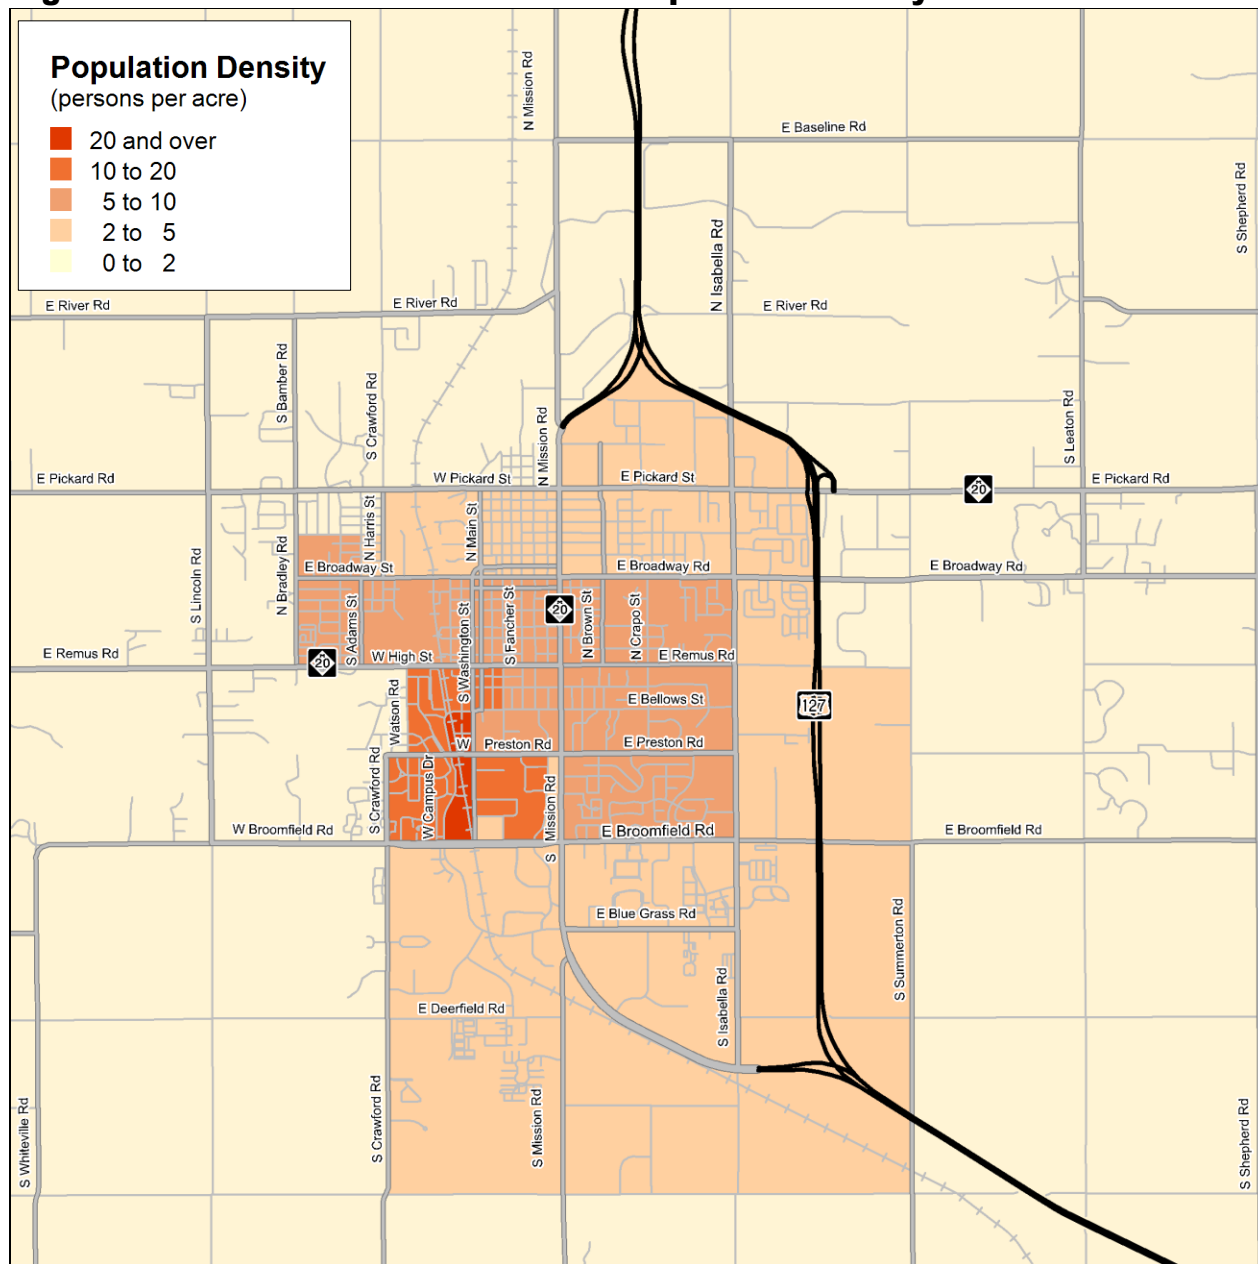 Population Density
(persons per acre)
20 and over
10 to 20
5 to 10
2 to 5
0 to 2
N Mission Rd
E Baseline Rd
S Shepherd Rd
N Isabella Rd
E River Rd
E River Rd
E River Rd
S Bamber Rd
S Crawford Rd
N Mission Rd
S Leaton Rd
E Pickard Rd
W Pickard St
E Pickard St
20
E Pickard Rd
N Harris St
N Main St
S Lincoln Rd
N Bradley Rd
E Broadway St
E Broadway Rd
E Broadway Rd
S Adams St
S Washington St
S Fancher St
20
N Brown St
N Crapo St
E Remus Rd
20
W High St
E Remus Rd
Watson Rd
E Bellows St
127
W Preston Rd
E Preston Rd
S Crawford Rd
W Campus Dr
S Mission Rd
W Broomfield Rd
E Broomfield Rd
E Broomfield Rd
E Blue Grass Rd
S Summerton Rd
S Isabella Rd
E Deerfield Rd
S Whiteville Rd
S Crawford Rd
S Mission Rd
S Shepherd Rd